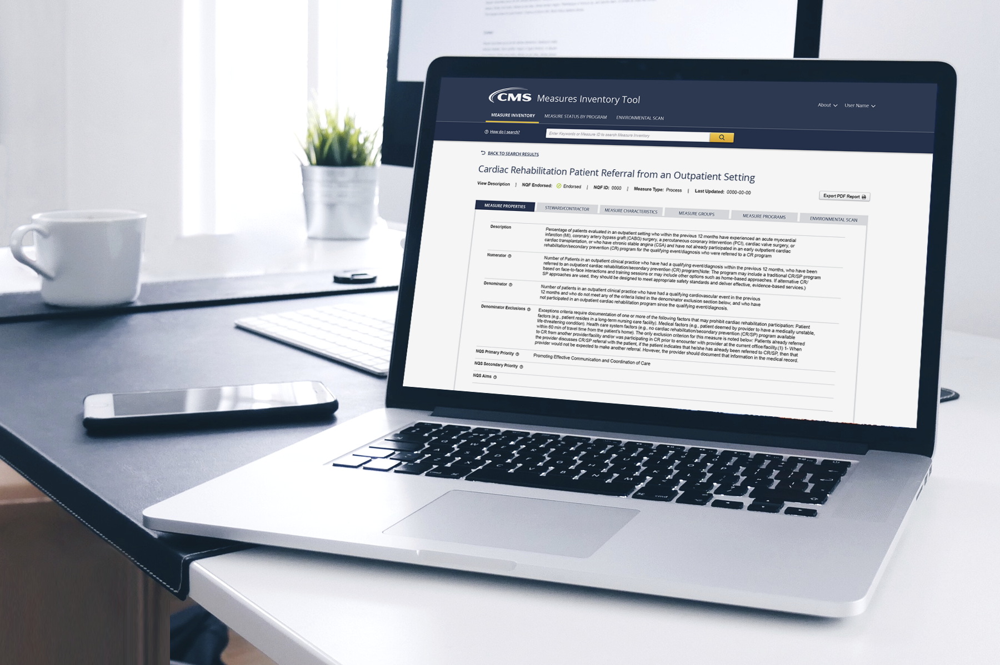 CMS Measures Inventory Tool
About User Name
MEASURE INVENTORY MEASURE STATUS BY PROGRAM ENVIRONMENTAL SCAN
How do I search? Enter Keywords or Measure ID to search Measure Inventory
BACK TO SEARCH RESULTS
Cardiac Rehabilitation Patient Referral from an Outpatient Setting
View Description | NQF Endorsed: Endorsed | NQF ID: 0000 | Measure Type: Process | Last Updated: 0000-00-00
Export PDF Report
MEASURE PROPERTIES STEWARD/CONTRACTOR MEASURE CHARACTERISTICS MEASURE GROUPS MEASURE PROGRAMS ENVIRONMENTAL SCAN
Description Percentage of patients evaluated in an outpatient setting who within the previous 12 months have experienced an acute myocardial
infarction (MI), coronary artery bypass graft (CABG) surgery, a percutaneous coronary intervention (PCI), cardiac valve surgery, or
cardiac transplantation, or who have chronic stable angina (CSA) and have not already participated in an early outpatient cardiac
rehabilitation/secondary prevention (CR) program for the qualifying event/diagnosis who were referred to a CR program
Numerator Number of Patients in an outpatient clinical practice who have had a qualifying event/diagnosis within the previous 12 months, who have been
referred to an outpatient cardiac rehabilitation/secondary prevention (CR) program(Note: The program may include a traditional CR/SP program
based on face-to-face interactions and training sessions or may include other options such as home-based approaches. If alternative CR/
SP approaches are used, they should be designed to meet appropriate safety standards and deliver effective, evidence-based services.)
Denominator Number of patients in an outpatient clinical practice who have had a qualifying cardiovascular event in the previous
12 months and who do not meet any of the criteria listed in the denominator exclusion section below, and who have
not participated in an outpatient cardiac rehabilitation program since the qualifying event/diagnosis.
Denominator Exclusions Exceptions criteria require documentation of one or more of the following factors that may prohibit cardiac rehabilitation participation: Patient
factors (e.g., patient resides in a long-term nursing care facility). Medical factors (e.g., patient deemed by provider to have a medically unstable,
life-threatening condition). Health care system factors (e.g., no cardiac rehabilitation/secondary prevention (CR/SP) program available
within 60 min of travel time from the patient's home). The only exclusion criterion for this measure is noted below: Patients already referred
to CR from another provider/facility and/or was participating in CR prior to encounter with provider at the current office/facility.(1) 1- When
the provider discusses CR/SP referral with the patient, if the patient indicates that he/she has already been referred to CR/SP, then that
provider would not be expected to make another referral. However, the provider should document that information in the medical record.
NQS Primary Priority Promoting Effective Communication and Coordination of Care
NQS Secondary Priority
NQS Aims